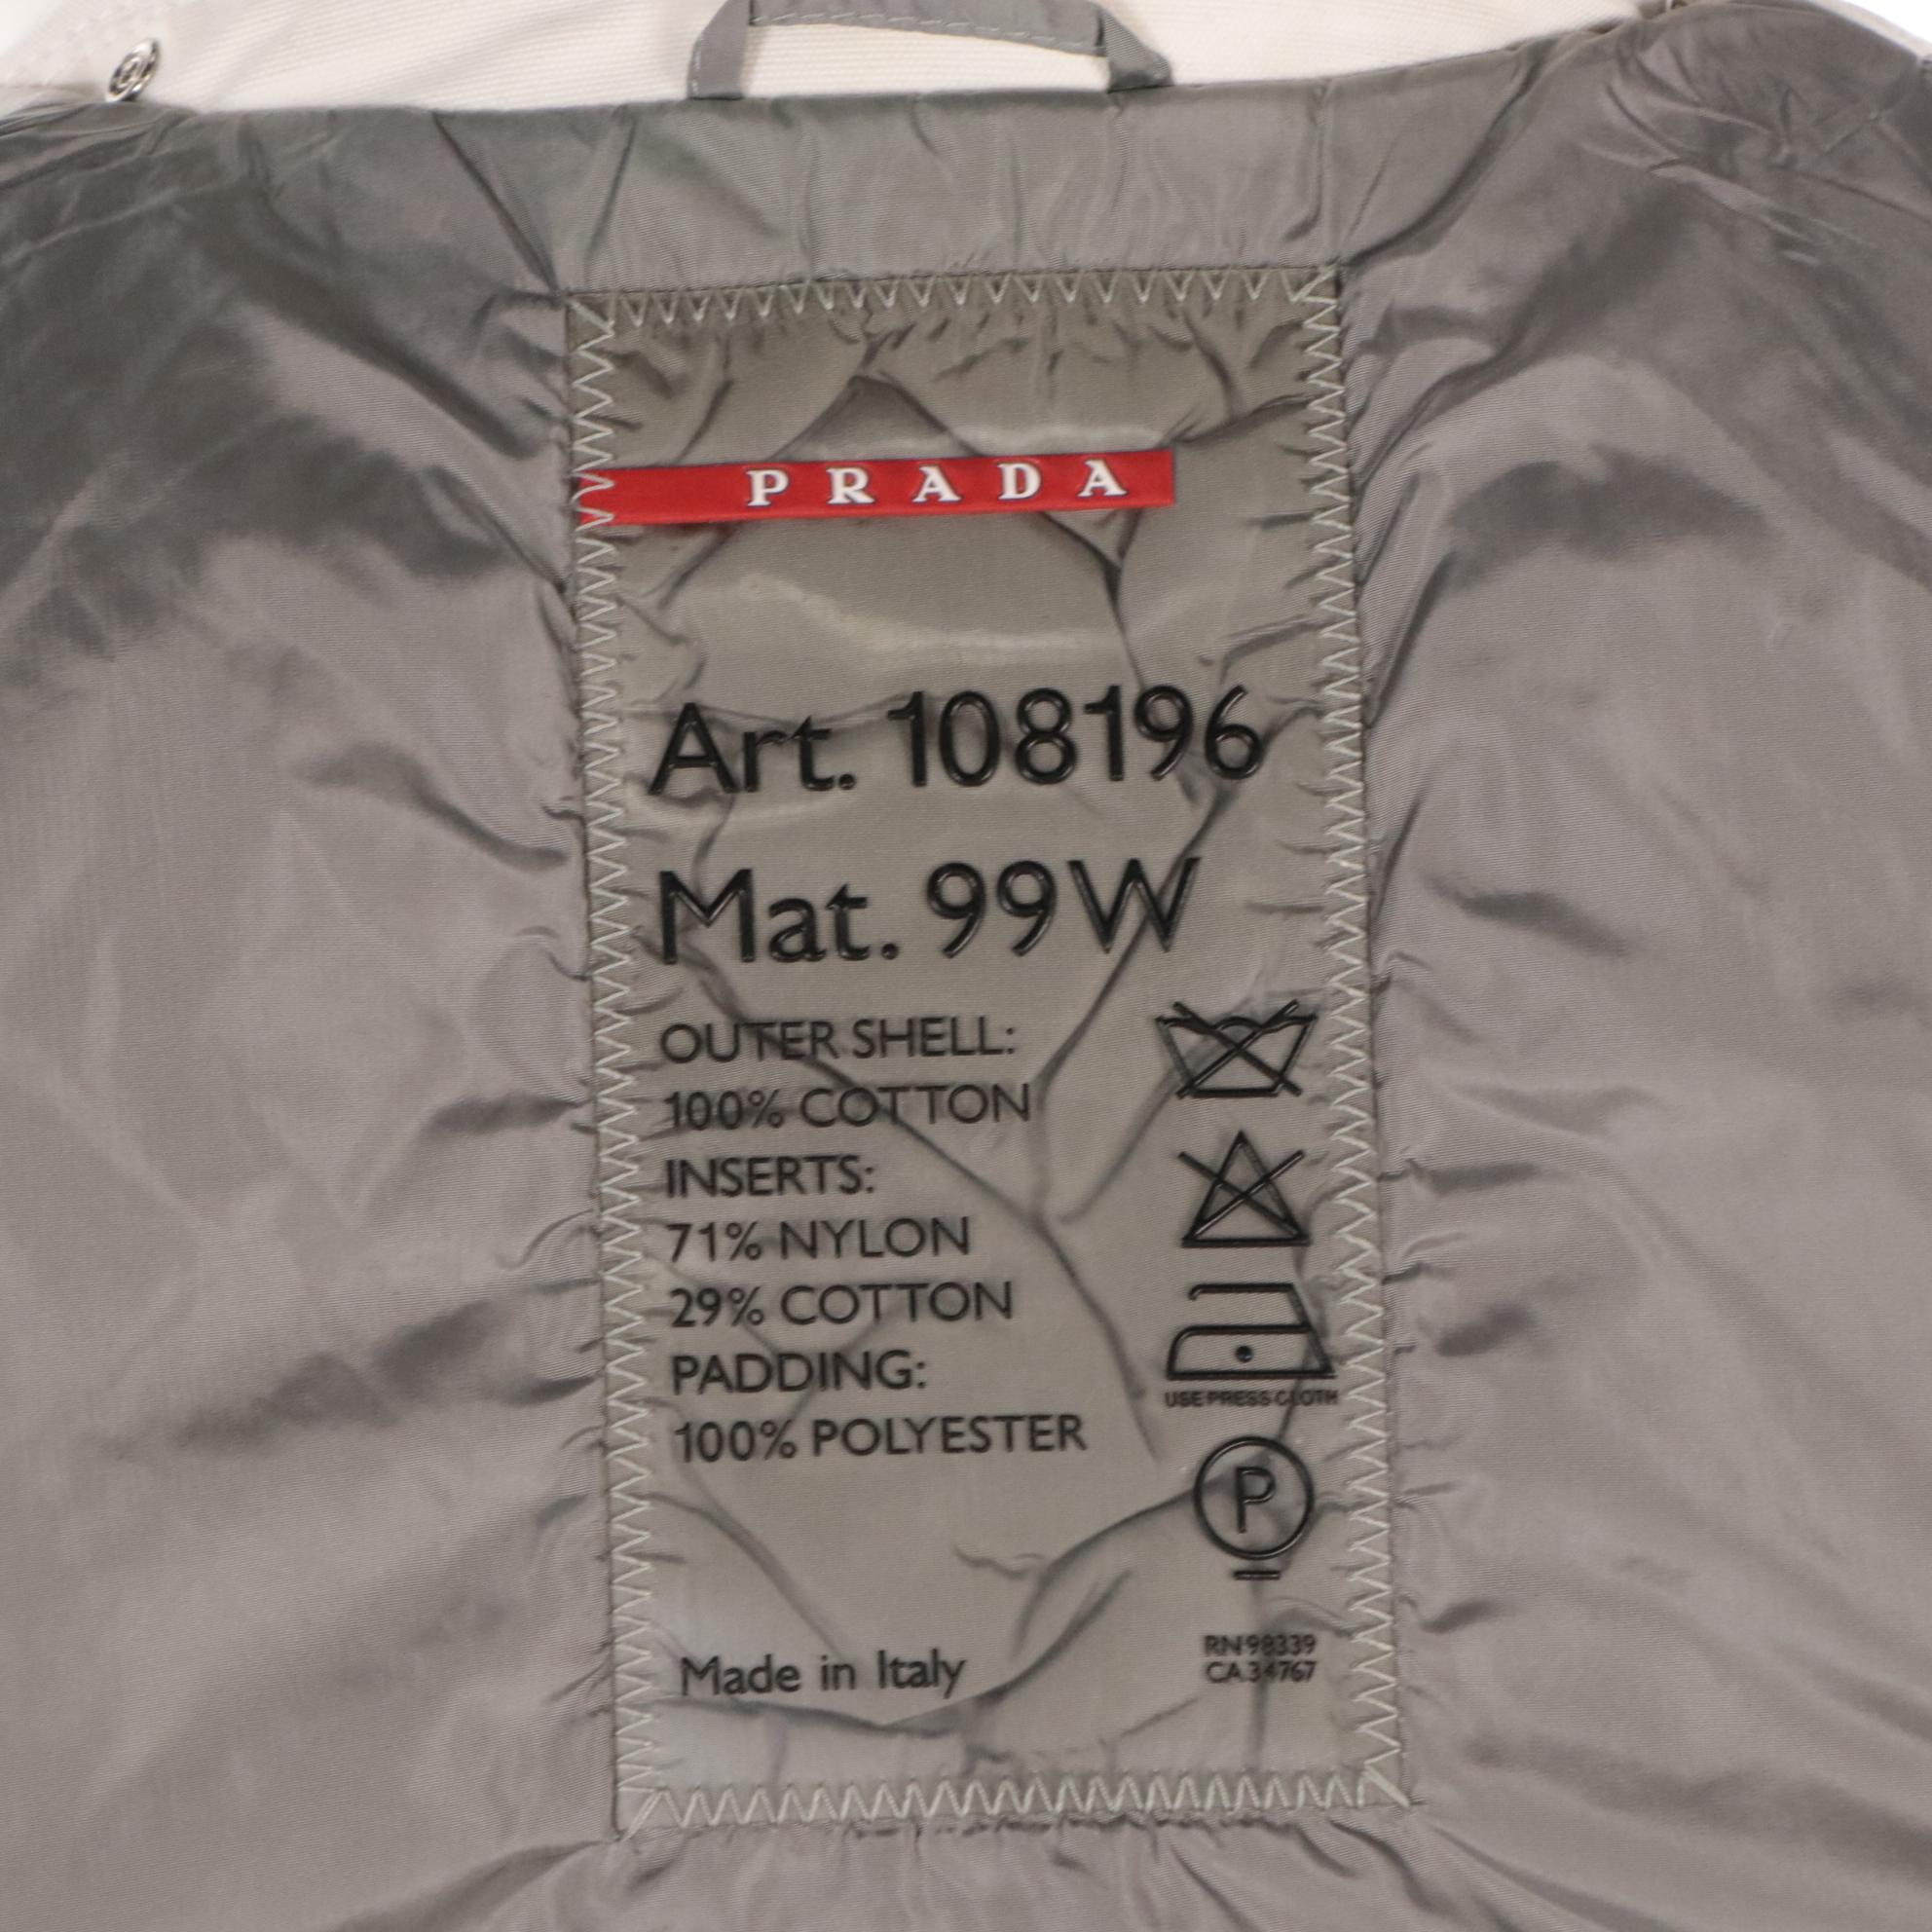 PRADA
Art. 108196
Mat. 99W
OUTER SHELL:
100% COTTON
INSERTS:
71% NYLON
29% COTTON
PADDING:
100% POLYESTER
USE PRESS CLOTH
P
Made in Italy
RN 98339
CA 34767